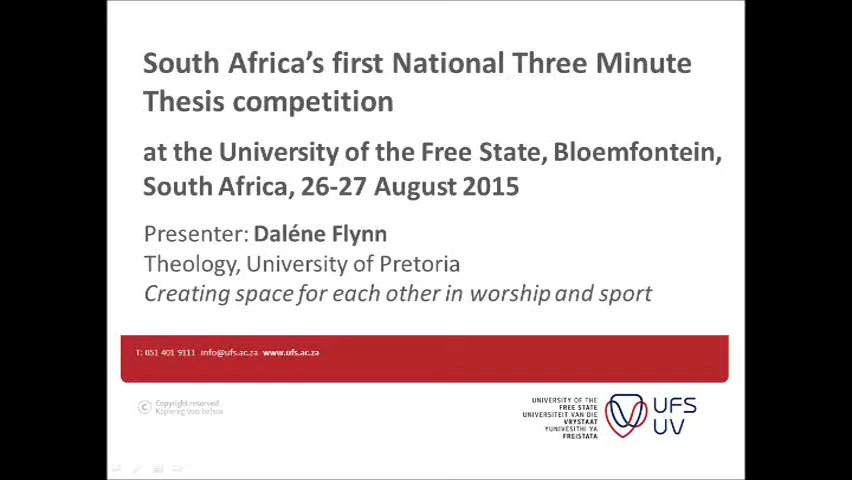 South Africa's first National Three Minute
Thesis competition
at the University of the Free State, Bloemfontein,
South Africa, 26-27 August 2015
Presenter: Daléne Flynn
Theology, University of Pretoria
Creating space for each other in worship and sport
T: 051 401 9111 info@ufs.ac.za www.ufs.ac.za
© Copyright reserved
Kopiereg voorbehou
UNIVERSITY OF THE
FREE STATE
UNIVERSITEIT VAN DIE
VRYSTAAT
YUNIVESITHI YA
FREISTATA
UFS
UV